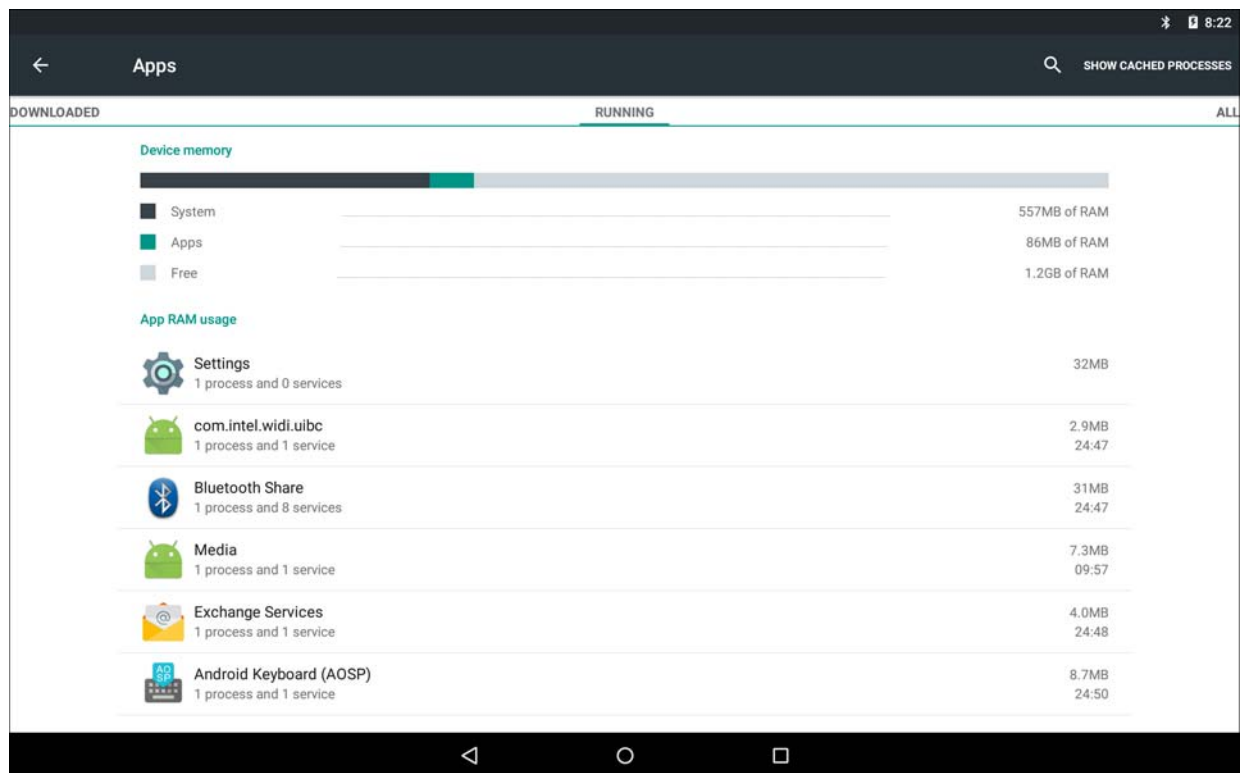 8:22
Apps
SHOW CACHED PROCESSES
DOWNLOADED RUNNING ALL
Device memory
System 557MB of RAM
Apps 86MB of RAM
Free 1.2GB of RAM
App RAM usage
Settings 32MB
1 process and 0 services
com.intel.widi.uibc 2.9MB
1 process and 1 service 24:47
Bluetooth Share 31MB
1 process and 8 services 24:47
Media 7.3MB
1 process and 1 service 09:57
@
Exchange Services 4.0MB
1 process and 1 service 24:48
AO
SP
Android Keyboard (AOSP) 8.7MB
1 process and 1 service 24:50